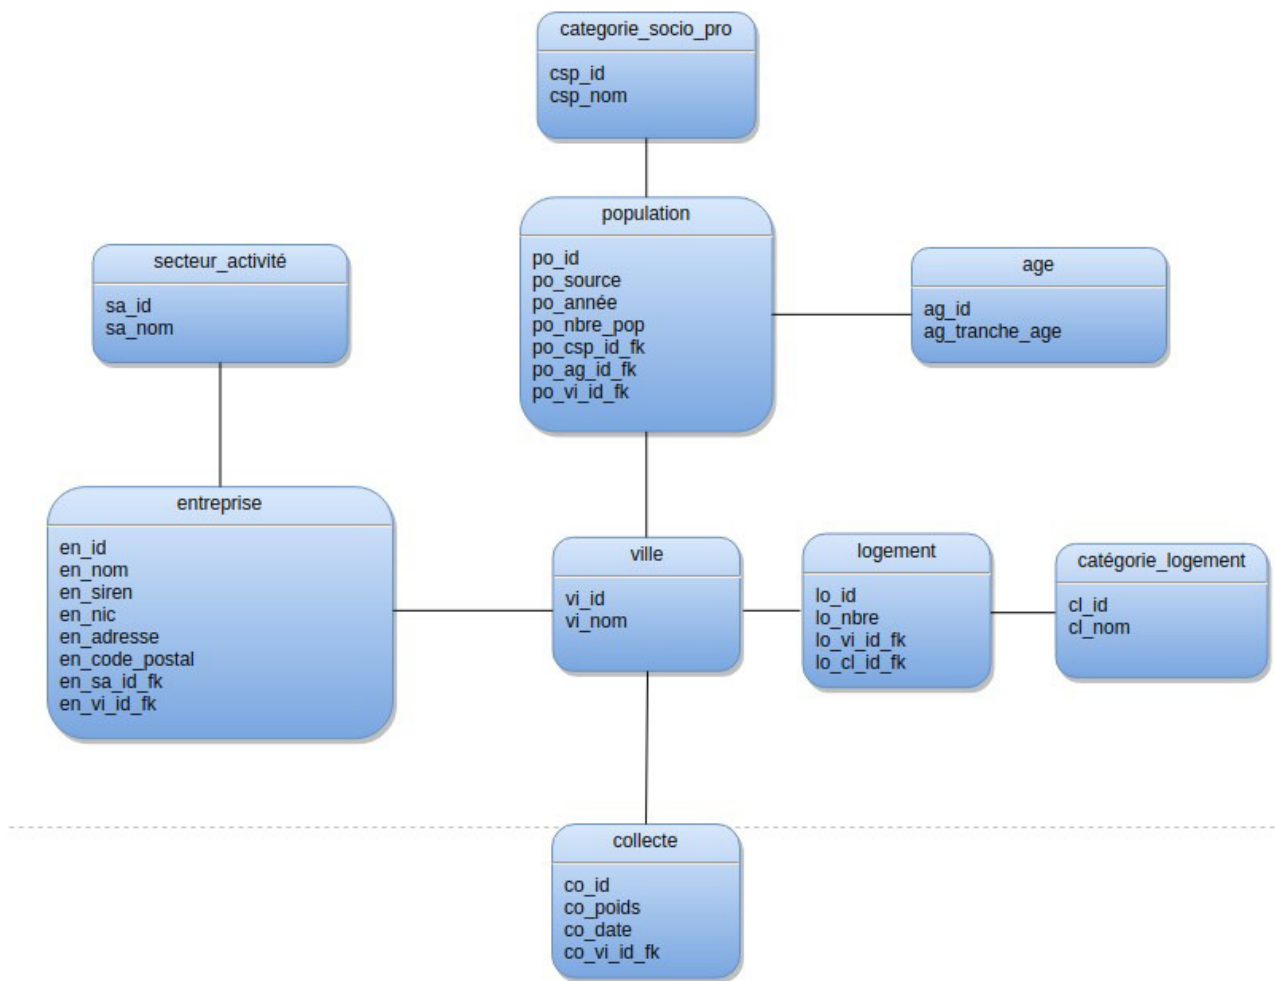 categorie_socio_pro
csp_id
csp_nom
population
po_id
po_source
po_année
po_nbre_pop
po_csp_id_fk
po_ag_id_fk
po_vi_id_fk
secteur_activité
sa_id
sa_nom
age
ag_id
ag_tranche_age
entreprise
en_id
en_nom
en_siren
en_nic
en_adresse
en_code_postal
en_sa_id_fk
en_vi_id_fk
ville
vi_id
vi_nom
logement
lo_id
lo_nbre
lo_vi_id_fk
lo_cl_id_fk
catégorie_logement
cl_id
cl_nom
collecte
co_id
co_poids
co_date
co_vi_id_fk